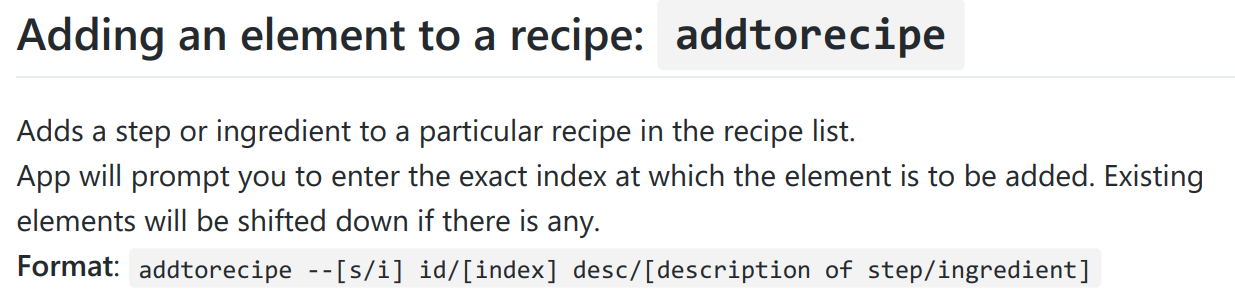 Adding an element to a recipe: addtorecipe
Adds a step or ingredient to a particular recipe in the recipe list.
App will prompt you to enter the exact index at which the element is to be added. Existing
elements will be shifted down if there is any.
Format: addtorecipe --[s/i] id/[index] desc/[description of step/ingredient]